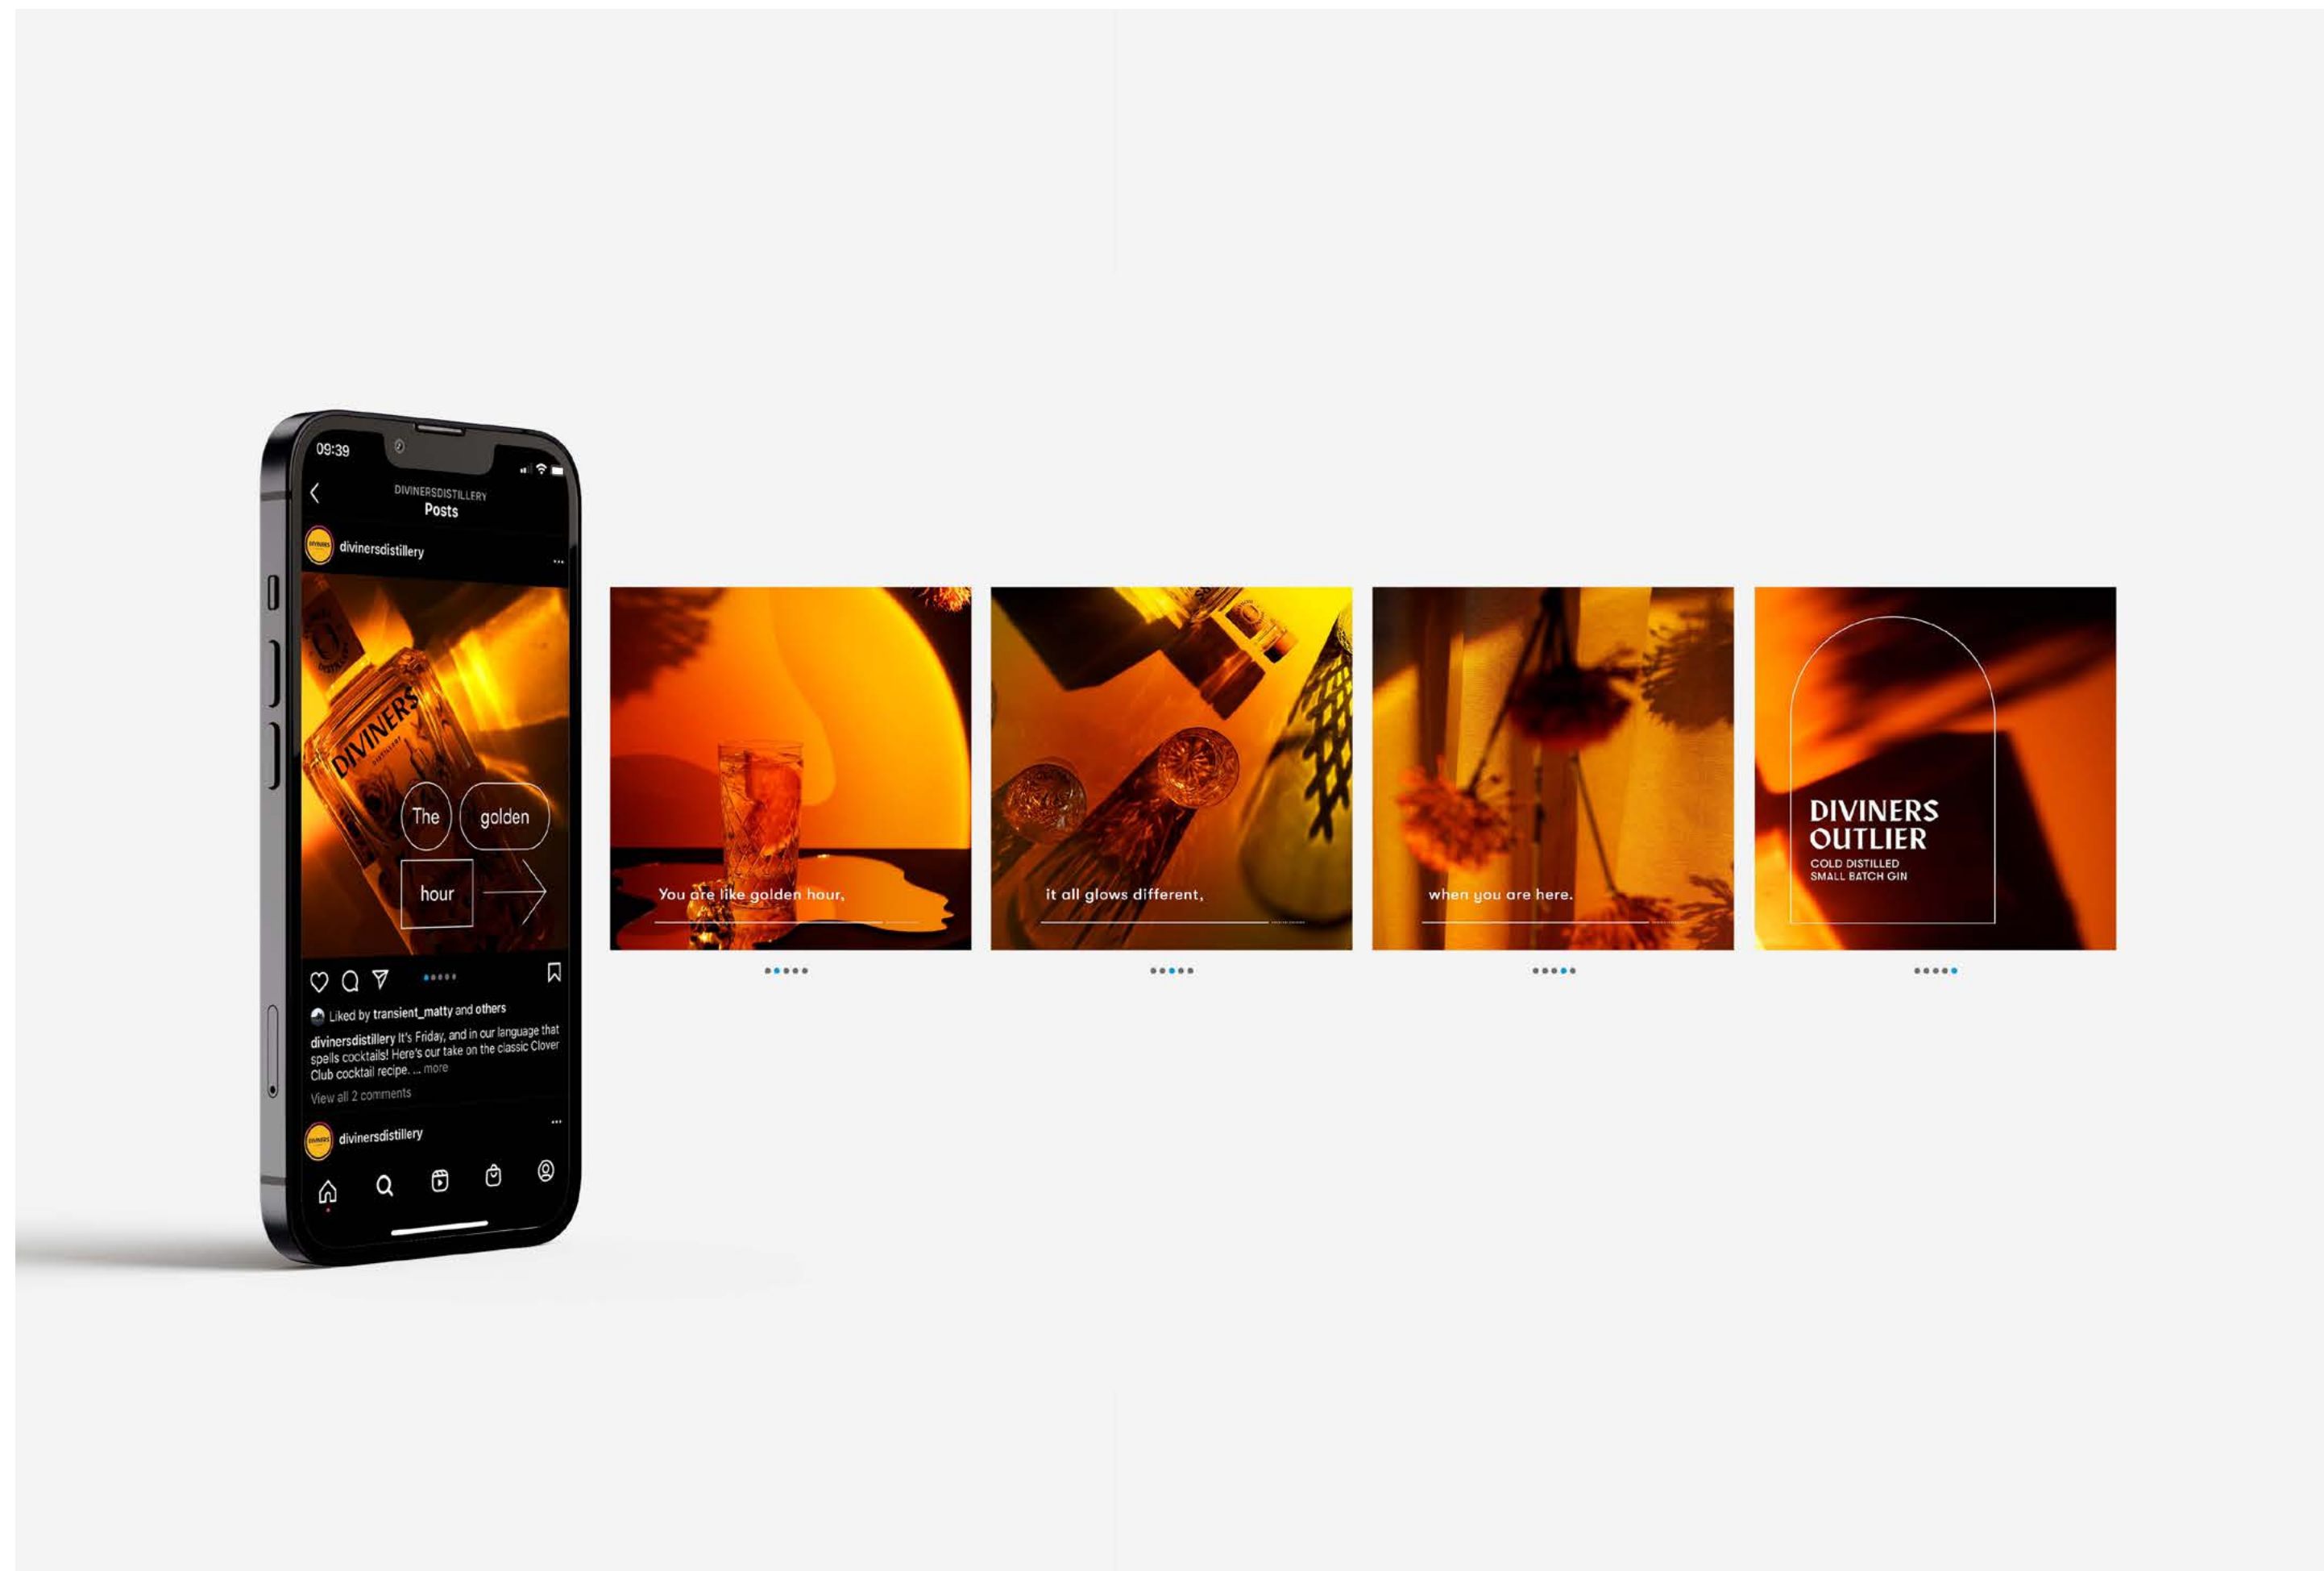 09:39
DIVINERSDISTILLERY
Posts
DIVINERS
divinersdistillery
DISTILLERY
DIVINERS
DISTILLERY
The golden
hour
Liked by transient_matty and others
divinersdistillery It's Friday, and in our language that
spells cocktails! Here's our take on the classic Clover
Club cocktail recipe. ... more
View all 2 comments
DIVINERS
divinersdistillery
You are like golden hour,
it all glows different,
when you are here.
DIVINERS
OUTLIER
COLD DISTILLED
SMALL BATCH GIN